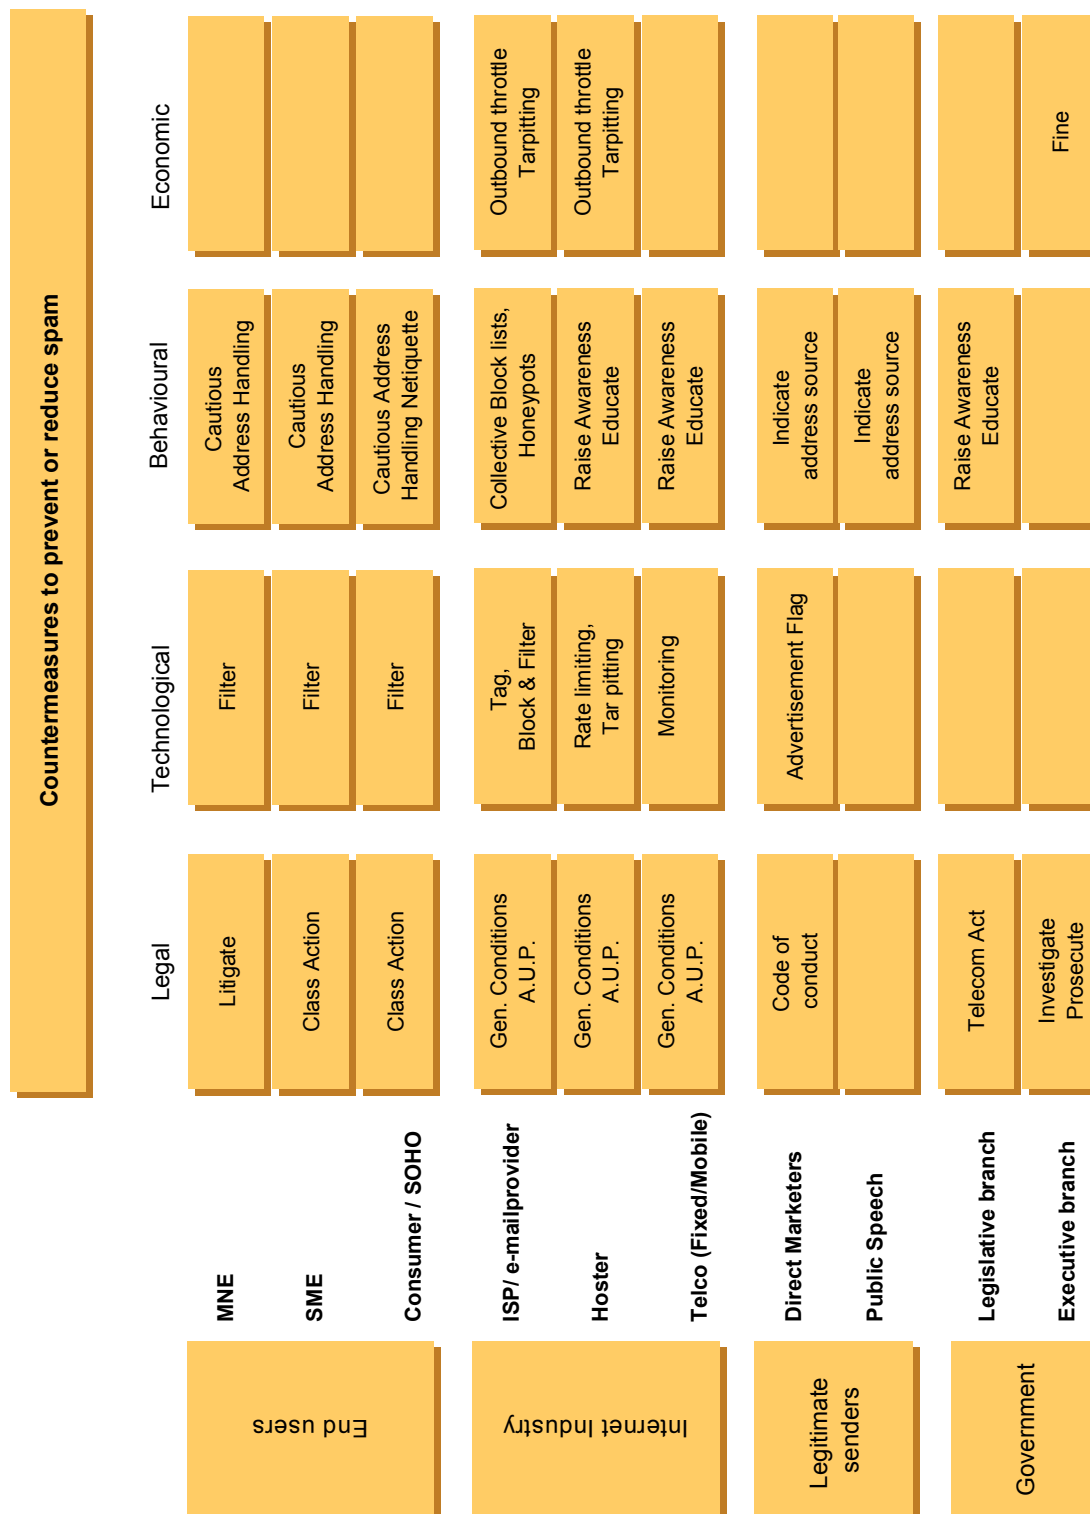 Countermeasures to prevent or reduce spam
Legal
Technological
Behavioural
Economic
End users
MNE
Litigate
Filter
Cautious
Address Handling
SME
Class Action
Filter
Cautious
Address Handling
Consumer / SOHO
Class Action
Filter
Cautious Address
Handling Netiquette
Internet Industry
ISP/ e-mailprovider
Gen. Conditions
A.U.P.
Tag,
Block & Filter
Collective Block lists,
Honeypots
Outbound throttle
Tarpitting
Hoster
Gen. Conditions
A.U.P.
Rate limiting,
Tar pitting
Raise Awareness
Educate
Outbound throttle
Tarpitting
Telco (Fixed/Mobile)
Gen. Conditions
A.U.P.
Monitoring
Raise Awareness
Educate
Legitimate
senders
Direct Marketers
Code of
conduct
Advertisement Flag
Indicate
address source
Public Speech
Indicate
address source
Government
Legislative branch
Telecom Act
Raise Awareness
Educate
Executive branch
Investigate
Prosecute
Fine